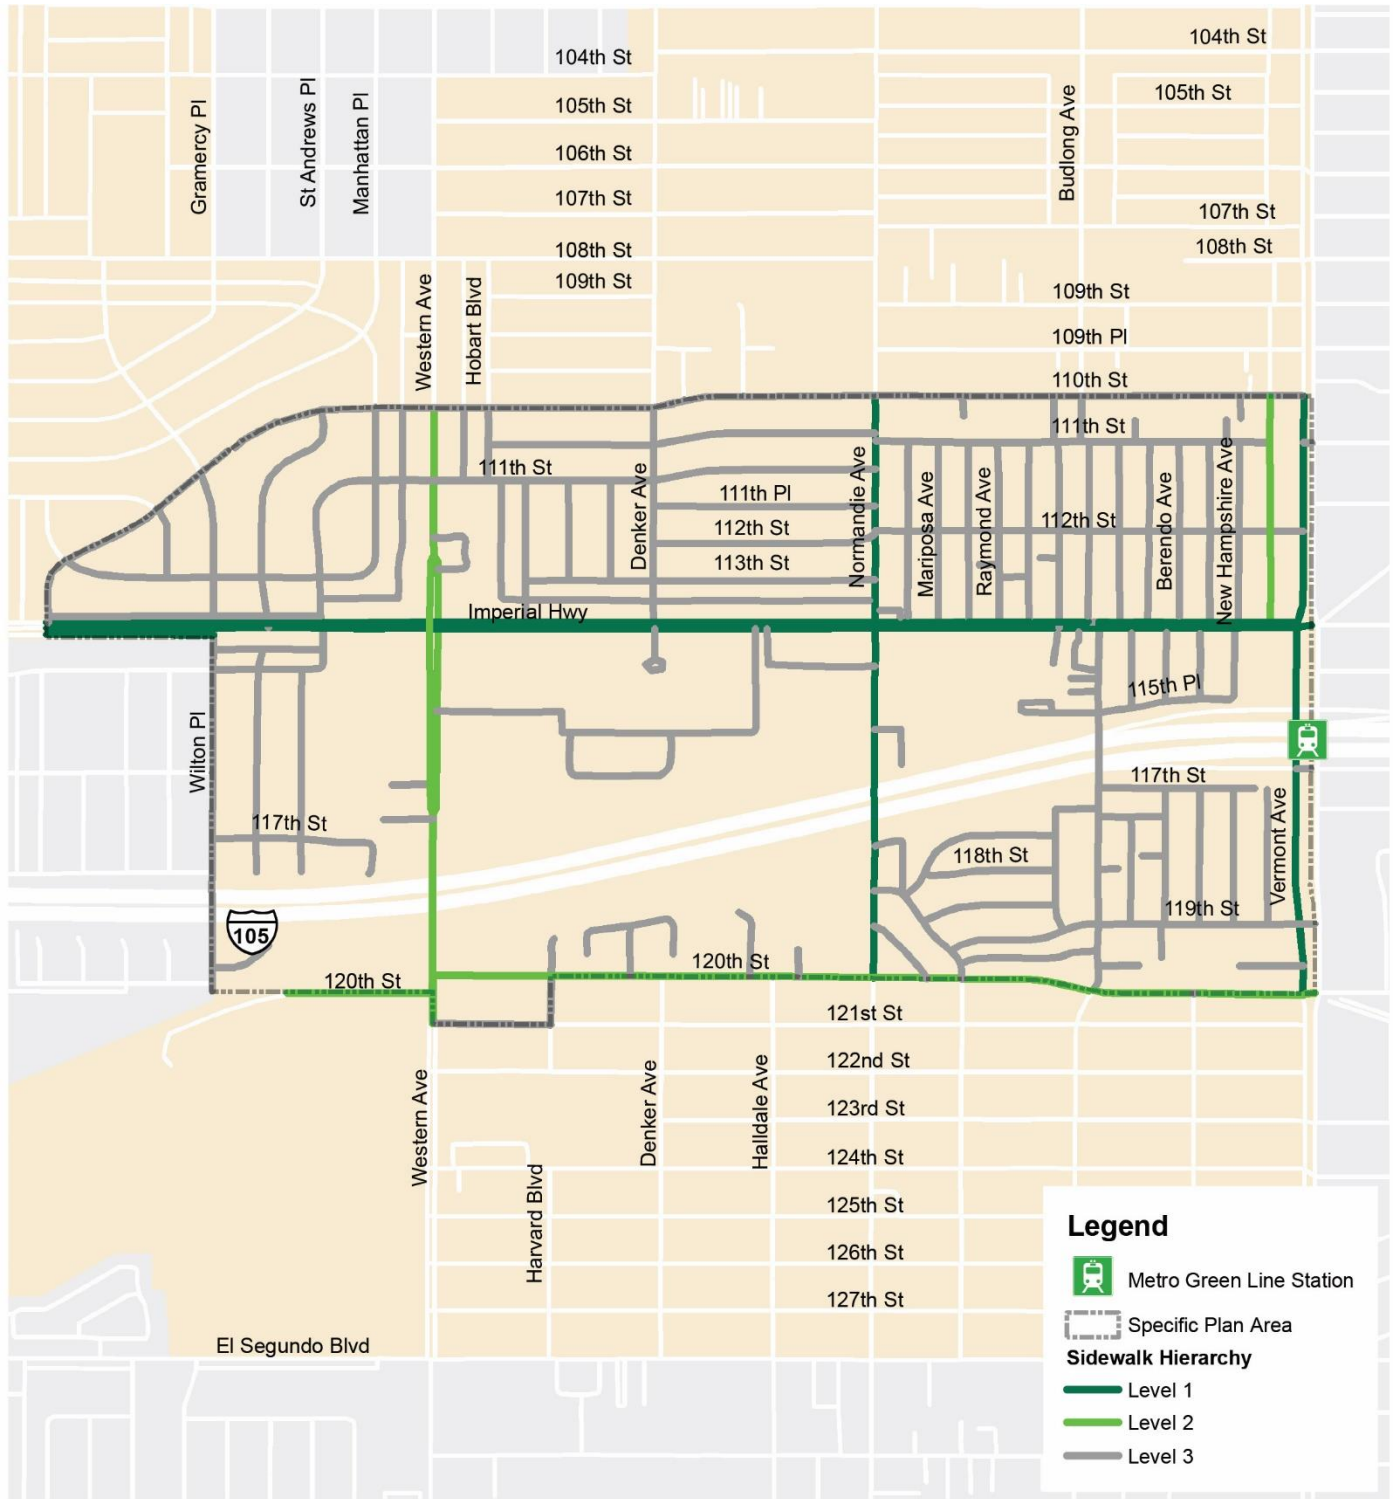 104th St
104th St
105th St
105th St
Gramercy Pl
St Andrews Pl
Manhattan Pl
Budlong Ave
106th St
107th St
107th St
108th St
108th St
109th St
109th St
Western Ave
Hobart Blvd
109th Pl
110th St
111th St
111th St
Denker Ave
111th Pl
Normandie Ave
Mariposa Ave
Raymond Ave
112th St
112th St
Berendo Ave
New Hampshire Ave
113th St
Imperial Hwy
115th Pl
Wilton Pl
117th St
117th St
Vermont Ave
118th St
119th St
105
120th St
120th St
121st St
122nd St
Western Ave
Denker Ave
Halldale Ave
123rd St
124th St
Harvard Blvd
125th St
126th St
127th St
El Segundo Blvd
Legend
Metro Green Line Station
Specific Plan Area
Sidewalk Hierarchy
Level 1
Level 2
Level 3